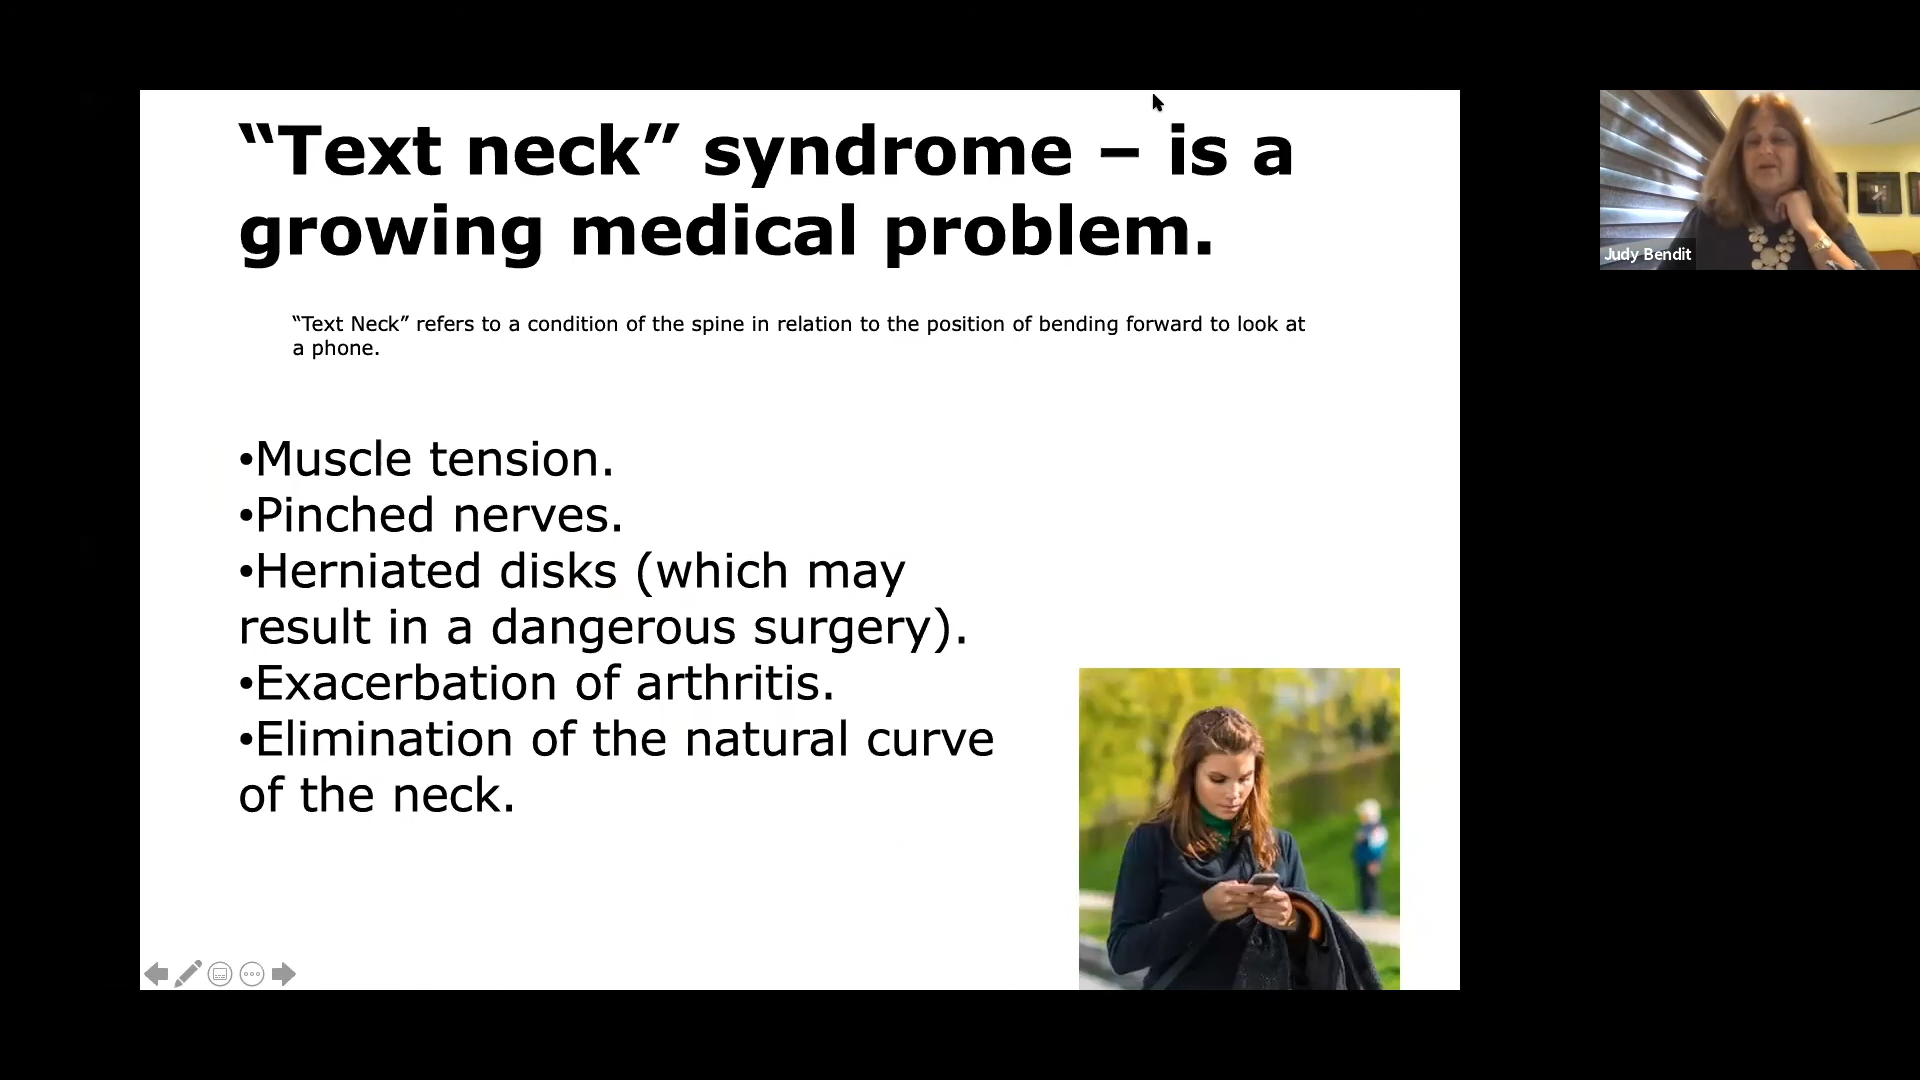 “Text neck” syndrome – is a
growing medical problem.
“Text Neck” refers to a condition of the spine in relation to the position of bending forward to look at
a phone.
•Muscle tension.
•Pinched nerves.
•Herniated disks (which may
result in a dangerous surgery).
•Exacerbation of arthritis.
•Elimination of the natural curve
of the neck.
Judy Bendit